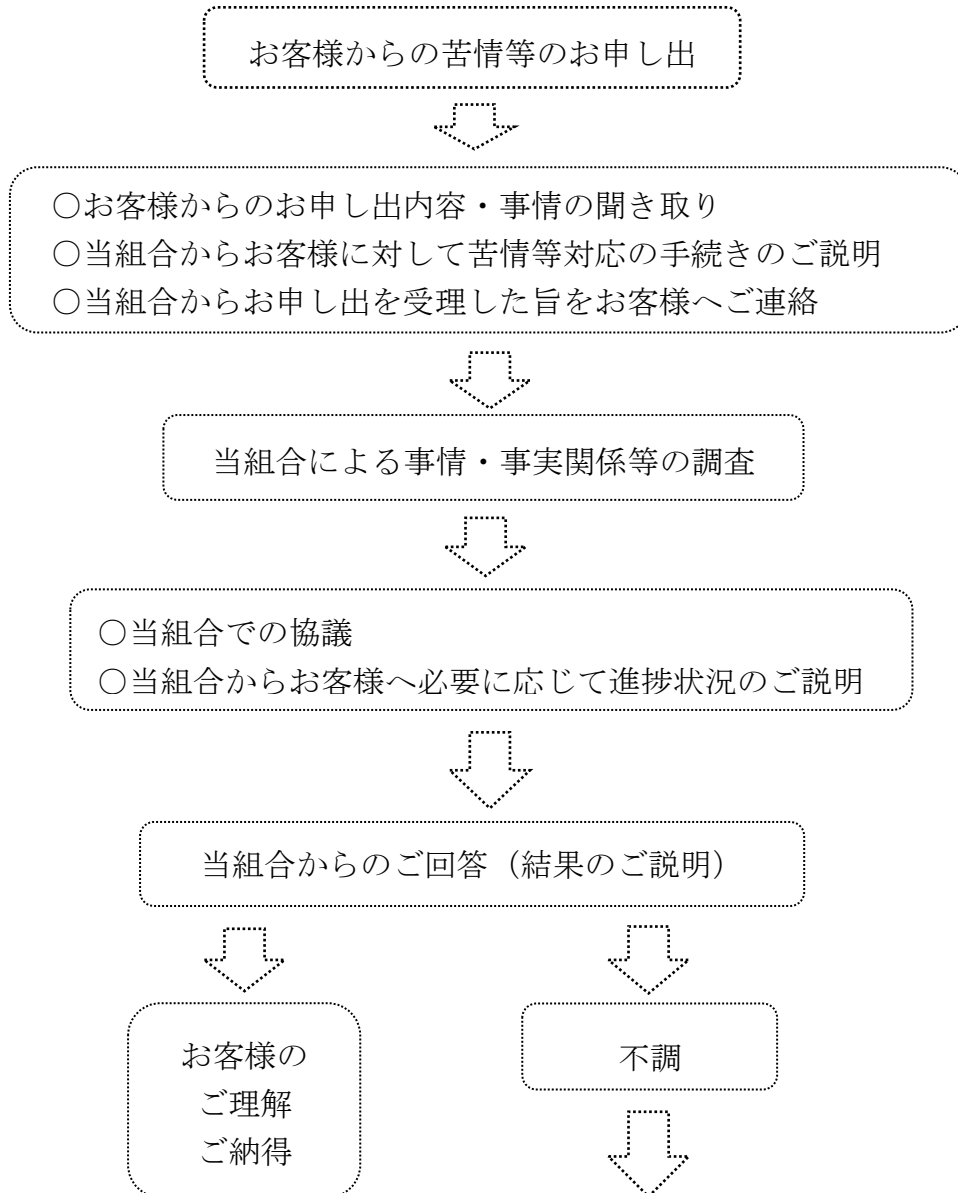 お客様からの苦情等のお申し出
○お客様からのお申し出内容・事情の聞き取り
○当組合からお客様に対して苦情等対応の手続きのご説明
○当組合からお申し出を受理した旨をお客様へご連絡
当組合による事情・事実関係等の調査
○当組合での協議
○当組合からお客様へ必要に応じて進捗状況のご説明
当組合からのご回答（結果のご説明）
お客様の
ご理解
ご納得
不調